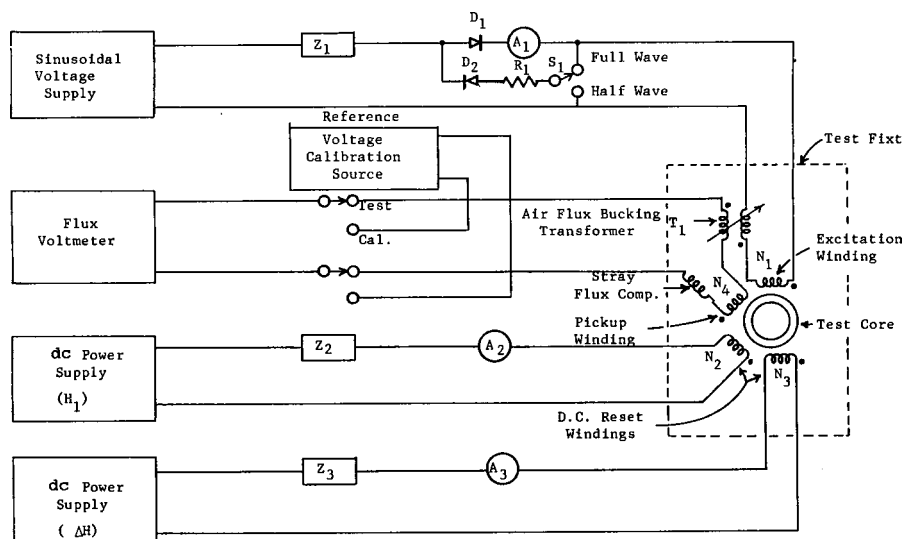 Sinusoidal
Voltage
Supply
Z1
D1
A1
D2
R1
S1
Full Wave
Half Wave
Reference
Voltage
Calibration
Source
Test Fixt
Flux
Voltmeter
Test
Cal.
Air Flux Bucking
Transformer
T1
N1
Excitation
Winding
Stray
Flux Comp.
N4
Pickup
Winding
Test Core
dc Power
Supply
(H1)
Z2
A2
N2
N3
D.C. Reset
Windings
dc Power
Supply
( ΔH)
Z3
A3